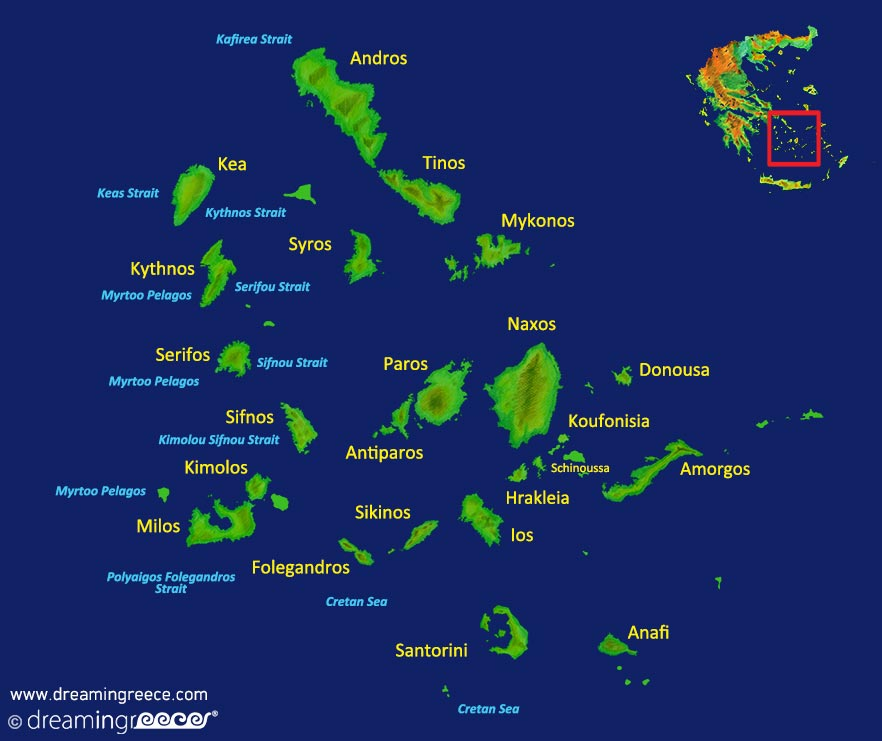 Kafirea Strait
Andros
Tinos
Kea
Keas Strait
Kythnos Strait
Mykonos
Syros
Kythnos
Serifou Strait
Myrtoo Pelagos
Naxos
Serifos
Sifnou Strait
Paros
Donousa
Myrtoo Pelagos
Sifnos
Koufonisia
Kimolou Sifnou Strait
Antiparos
Kimolos
Schinoussa
Amorgos
Myrtoo Pelagos
Hrakleia
Sikinos
Milos
Ios
Folegandros
Polyaigos Folegandros
Strait
Cretan Sea
Anafi
Santorini
www.dreamingreece.com
Cretan Sea
© dreamingreece®